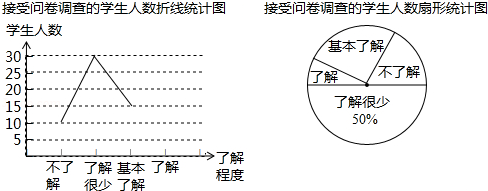 接受问卷调查的学生人数折线统计图
学生人数
30
25
20
15
10
5
不了解
了解很少
基本了解
了解
了解程度
接受问卷调查的学生人数扇形统计图
基本了解
不了解
了解
了解很少
50%